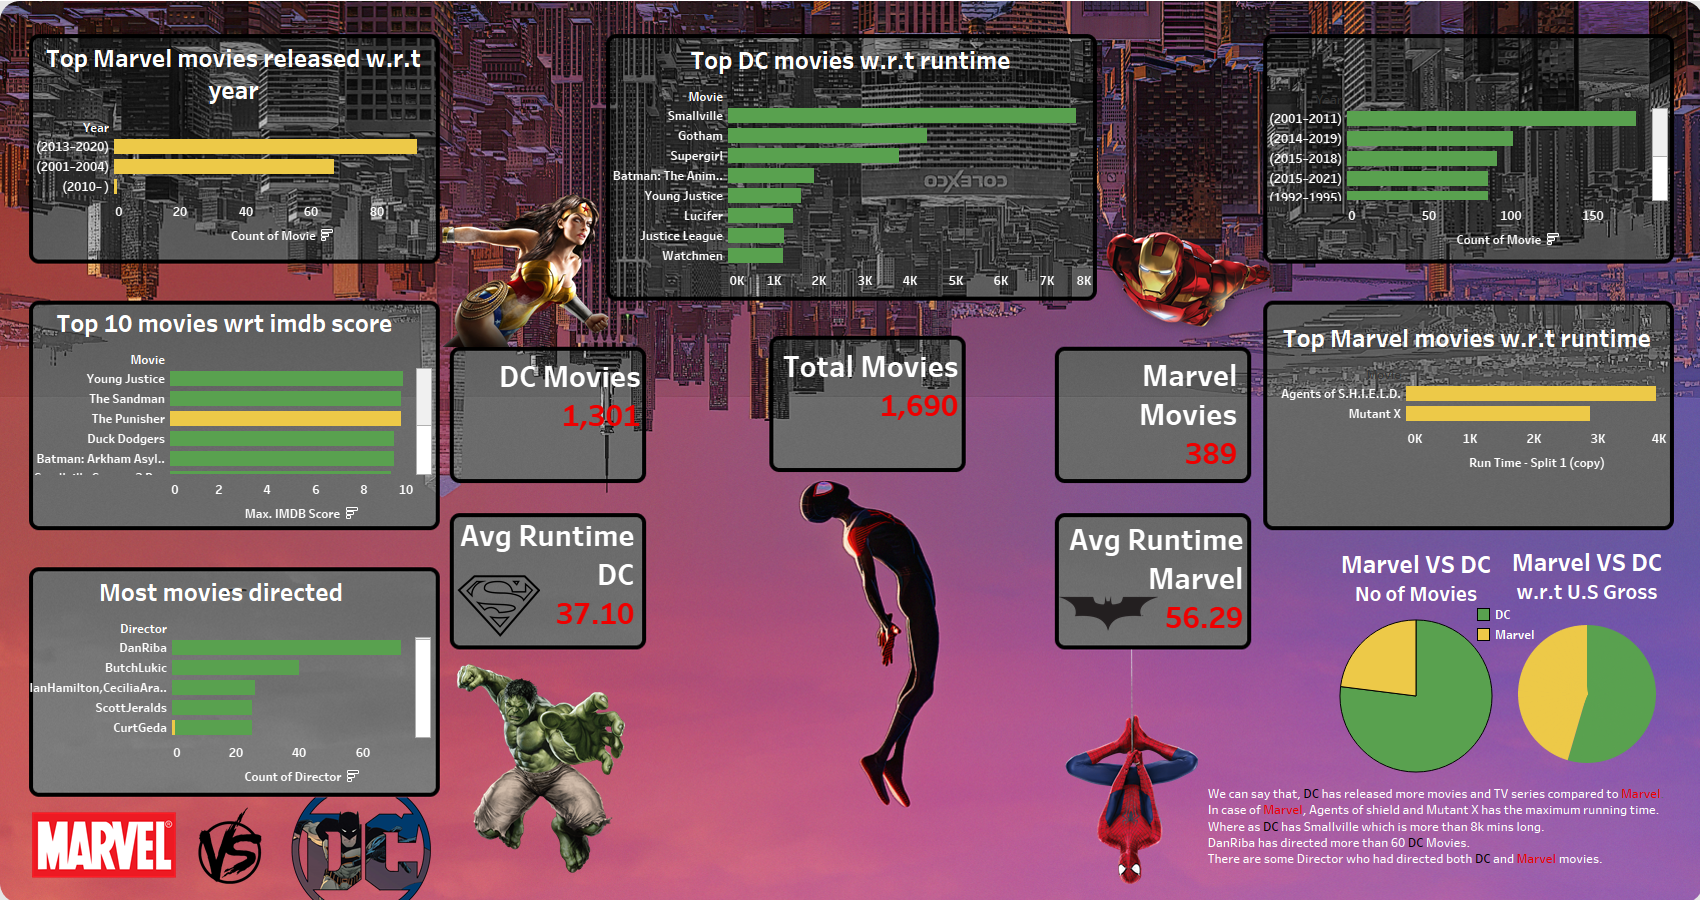 Top Marvel movies released w.r.t
year
Year
(2013-2020)
(2001-2004)
(2010- )
0 20 40 60 80
Count of Movie
Top DC movies w.r.t runtime
Movie
Smallville
Gotham
Supergirl
Batman: The Anim..
Young Justice
Lucifer
Justice League
Watchmen
0K 1K 2K 3K 4K 5K 6K 7K 8K
COLEXCO
(2001-2011)
(2014-2019)
(2015-2018)
(2015-2021)
(1992-1995)
0 50 100 150
Count of Movie
Top 10 movies wrt imdb score
Movie
Young Justice
The Sandman
The Punisher
Duck Dodgers
Batman: Arkham Asyl..
0 2 4 6 8 10
Max. IMDB Score
DC Movies
1,301
Total Movies
1,690
Marvel
Movies
389
Top Marvel movies w.r.t runtime
Agents of S.H.I.E.L.D.
Mutant X
0K 1K 2K 3K 4K
Run Time - Split 1 (copy)
Avg Runtime
DC
37.10
Avg Runtime
Marvel
56.29
Most movies directed
Director
DanRiba
ButchLukic
IanHamilton,CeciliaAra..
ScottJeralds
CurtGeda
0 20 40 60
Count of Director
Marvel VS DC
No of Movies
Marvel VS DC
w.r.t U.S Gross
DC
Marvel
MARVEL
VS
DC
We can say that, DC has released more movies and TV series compared to Marvel
In case of Marvel, Agents of shield and Mutant X has the maximum running time.
Where as DC has Smallville which is more than 8k mins long.
DanRiba has directed more than 60 DC Movies.
There are some Director who had directed both DC and Marvel movies.